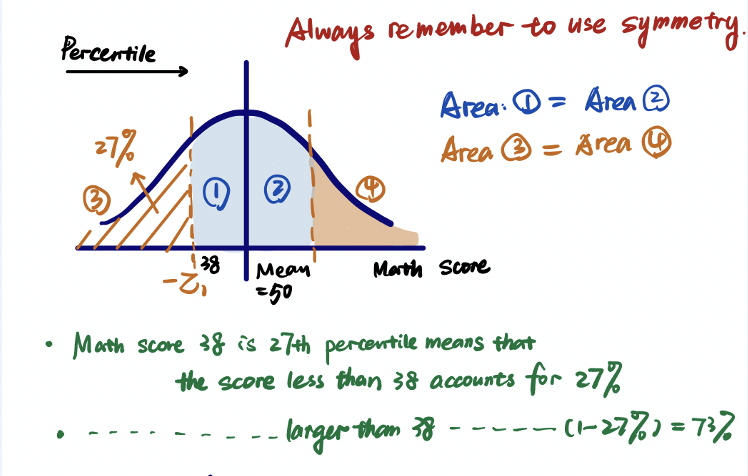 Always remember to use symmetry.
Percentile
Area: ① = Area ②
Area ③ = Area ④
27%
③
①
②
④
-Z₁
38
Mean
=50
Math Score
• Math score 38 is 27th percentile means that
the score less than 38 accounts for 27%
• - - - - - - - - - larger than 38 - - - - - - (1-27%) = 73%